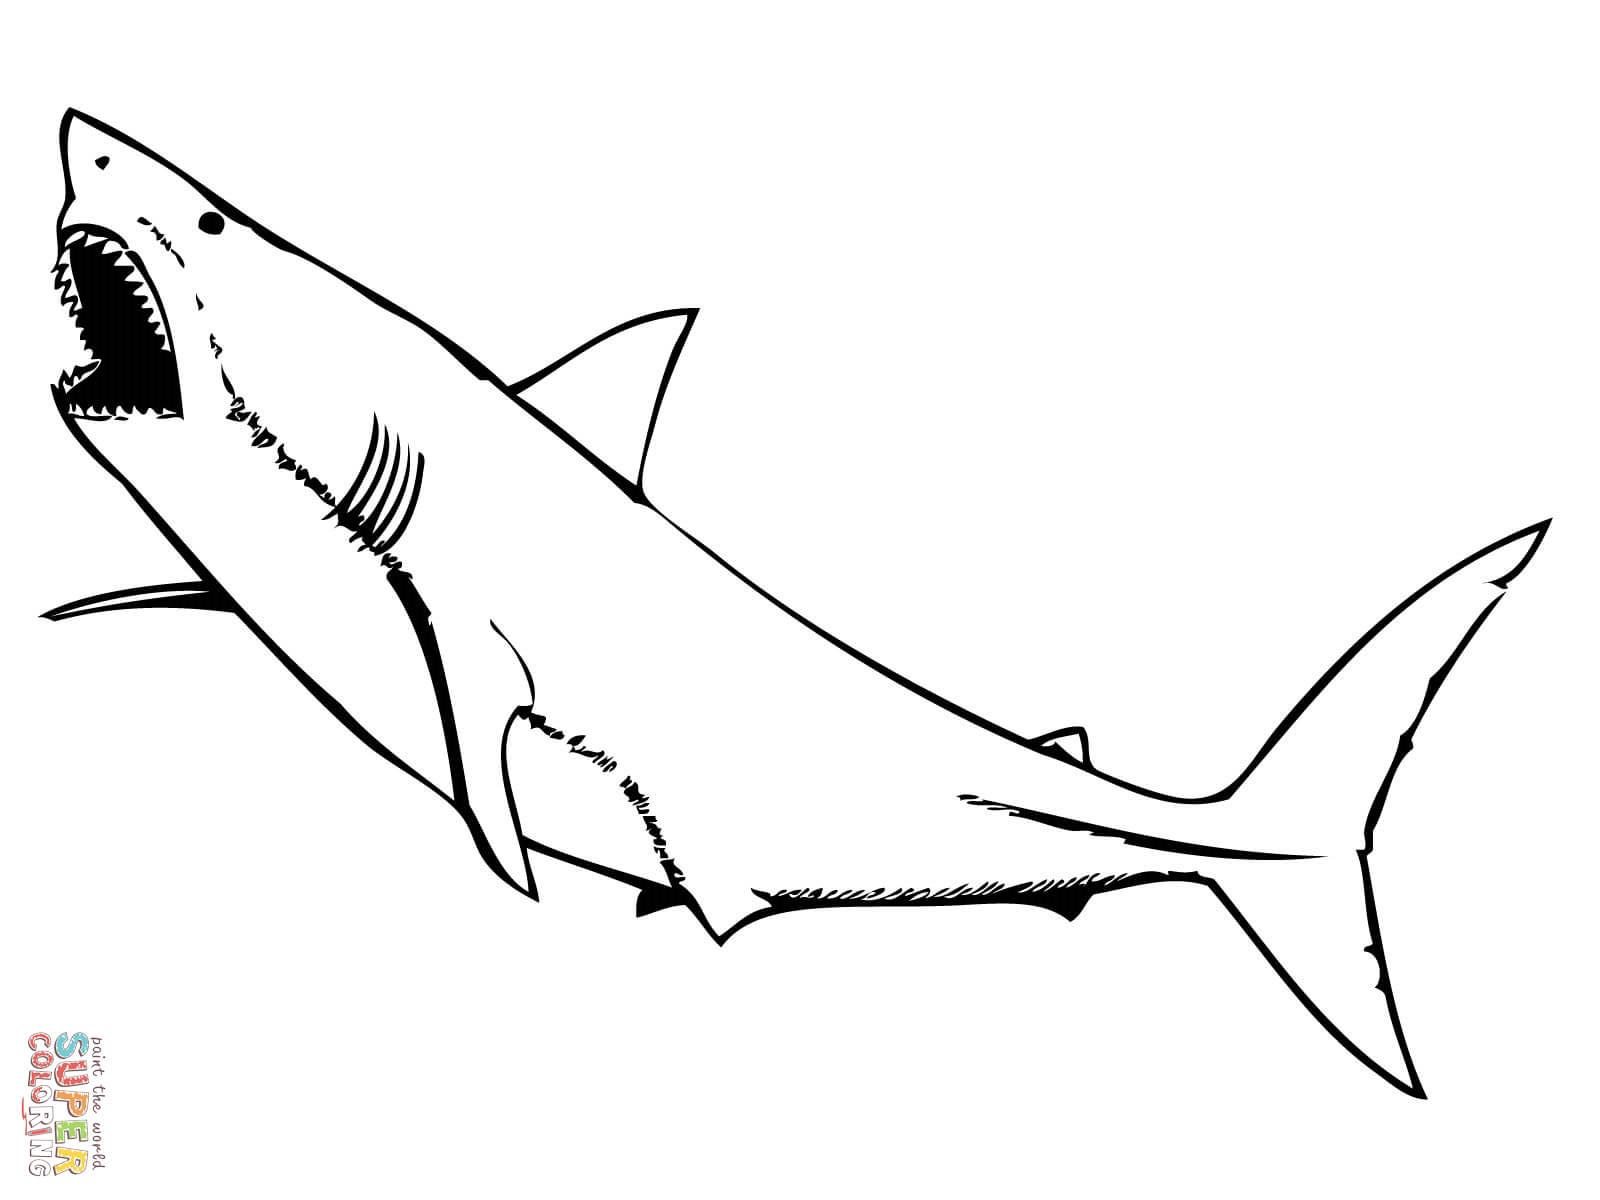 paint the world
SUPER
COLORING